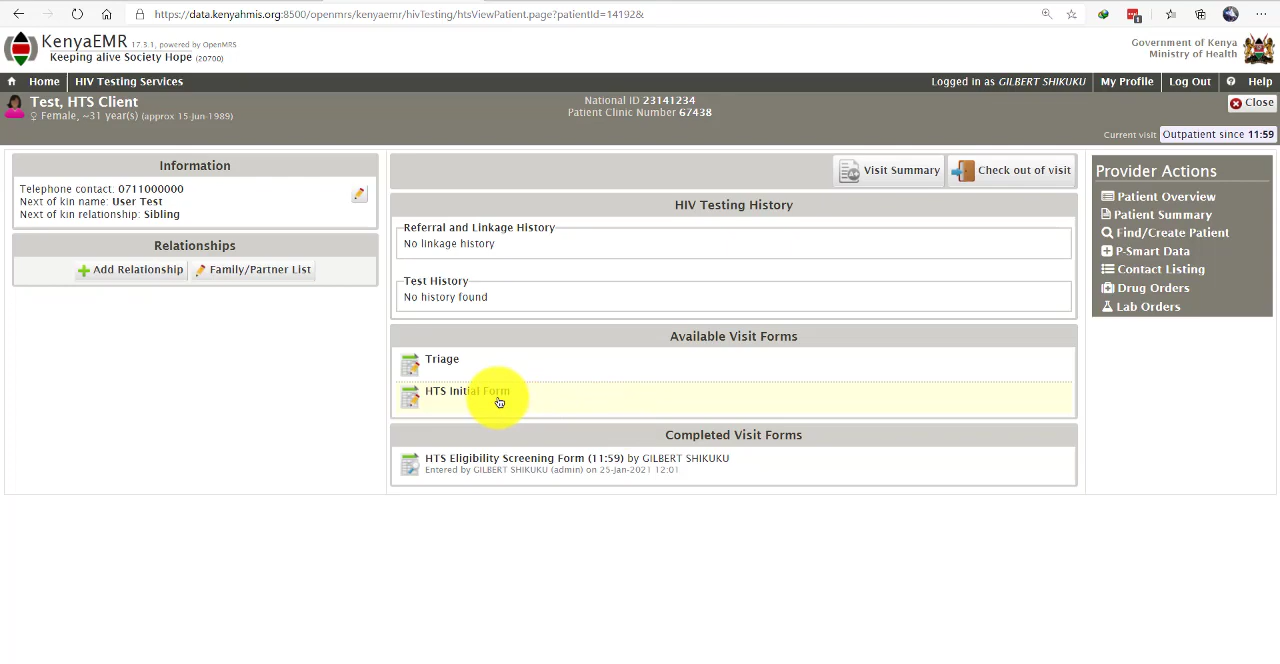 https://data.kenyahmis.org:8500/openmrs/kenyaemr/hivTesting/htsViewPatient.page?patientId=14192&
KenyaEMR 17.3.1, powered by OpenMRS
Keeping alive Society Hope (20700)
Government of Kenya
Ministry of Health
Home HIV Testing Services Logged in as GILBERT SHIKUKU My Profile Log Out Help
Test, HTS Client
♀ Female, ~31 year(s) (approx 15-Jun-1989)
National ID 23141234
Patient Clinic Number 67438
Close
Current visit Outpatient since 11:59
Information
Telephone contact: 0711000000
Next of kin name: User Test
Next of kin relationship: Sibling
Relationships
Add Relationship Family/Partner List
Visit Summary Check out of visit
HIV Testing History
Referral and Linkage History
No linkage history
Test History
No history found
Available Visit Forms
Triage
HTS Initial Form
Completed Visit Forms
HTS Eligibility Screening Form (11:59) by GILBERT SHIKUKU
Entered by GILBERT SHIKUKU (admin) on 25-Jan-2021 12:01
Provider Actions
Patient Overview
Patient Summary
Find/Create Patient
P-Smart Data
Contact Listing
Drug Orders
Lab Orders